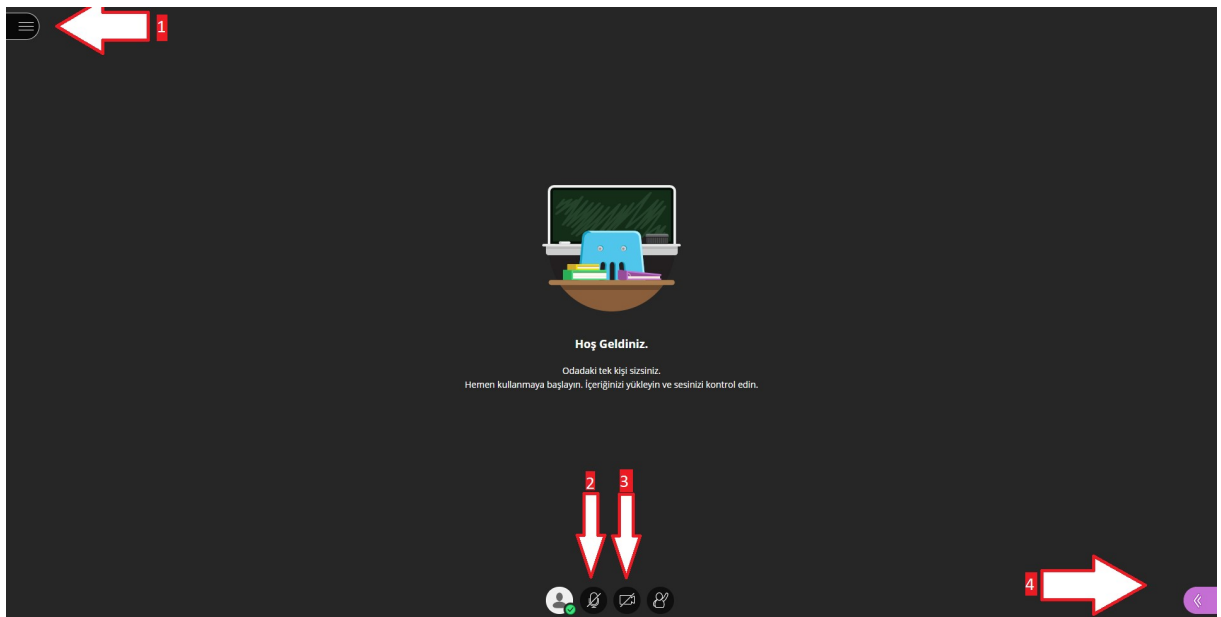 1
Hoş Geldiniz.
Odadaki tek kişi sizsiniz.
Hemen kullanmaya başlayın. İçeriğinizi yükleyin ve sesinizi kontrol edin.
2 3
4